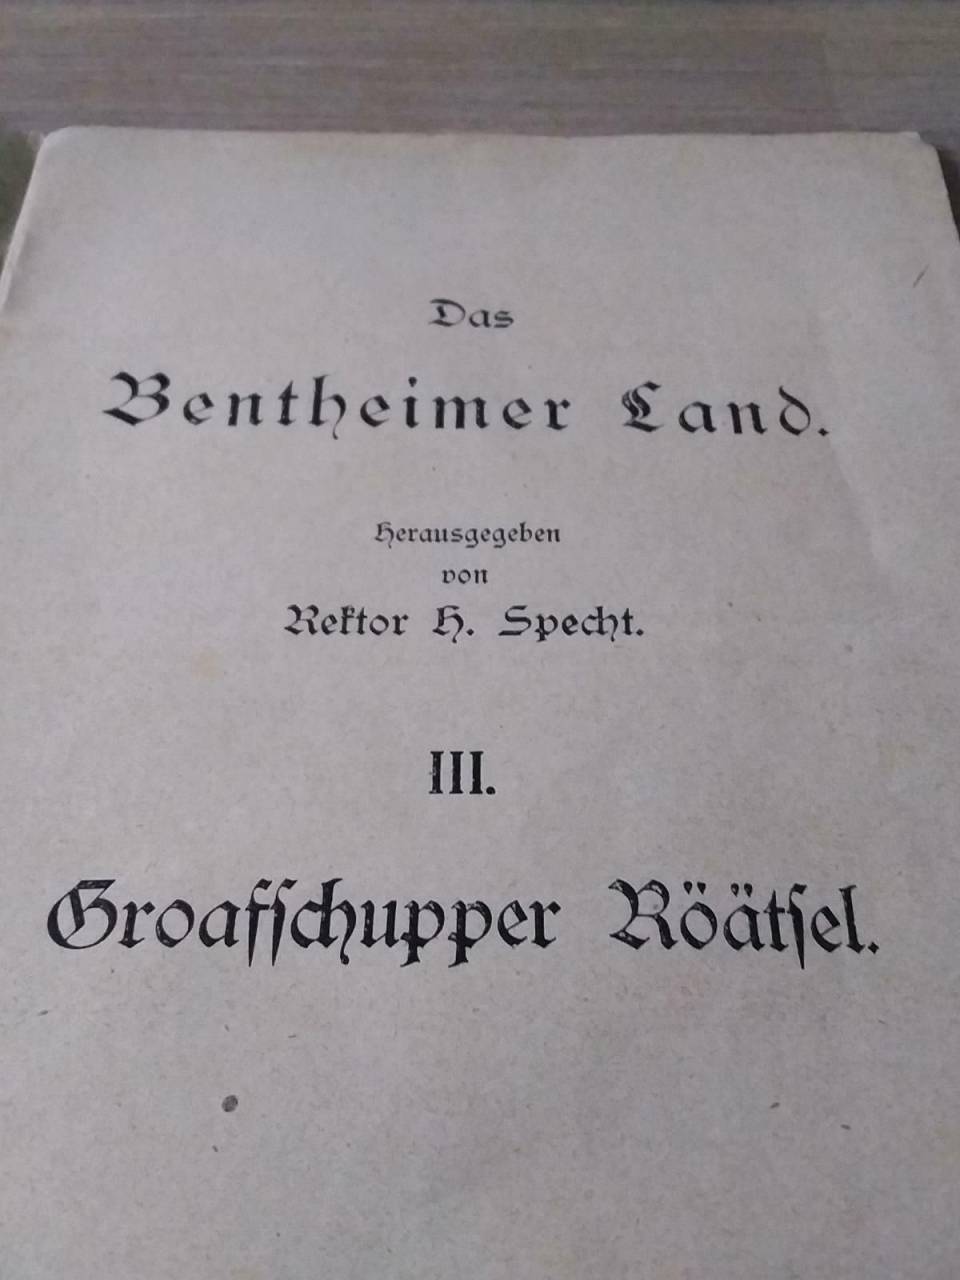 Das
Bentheimer Land.
Herausgegeben
von
Rektor H. Specht.
III.
Groafschupper Röätsel.